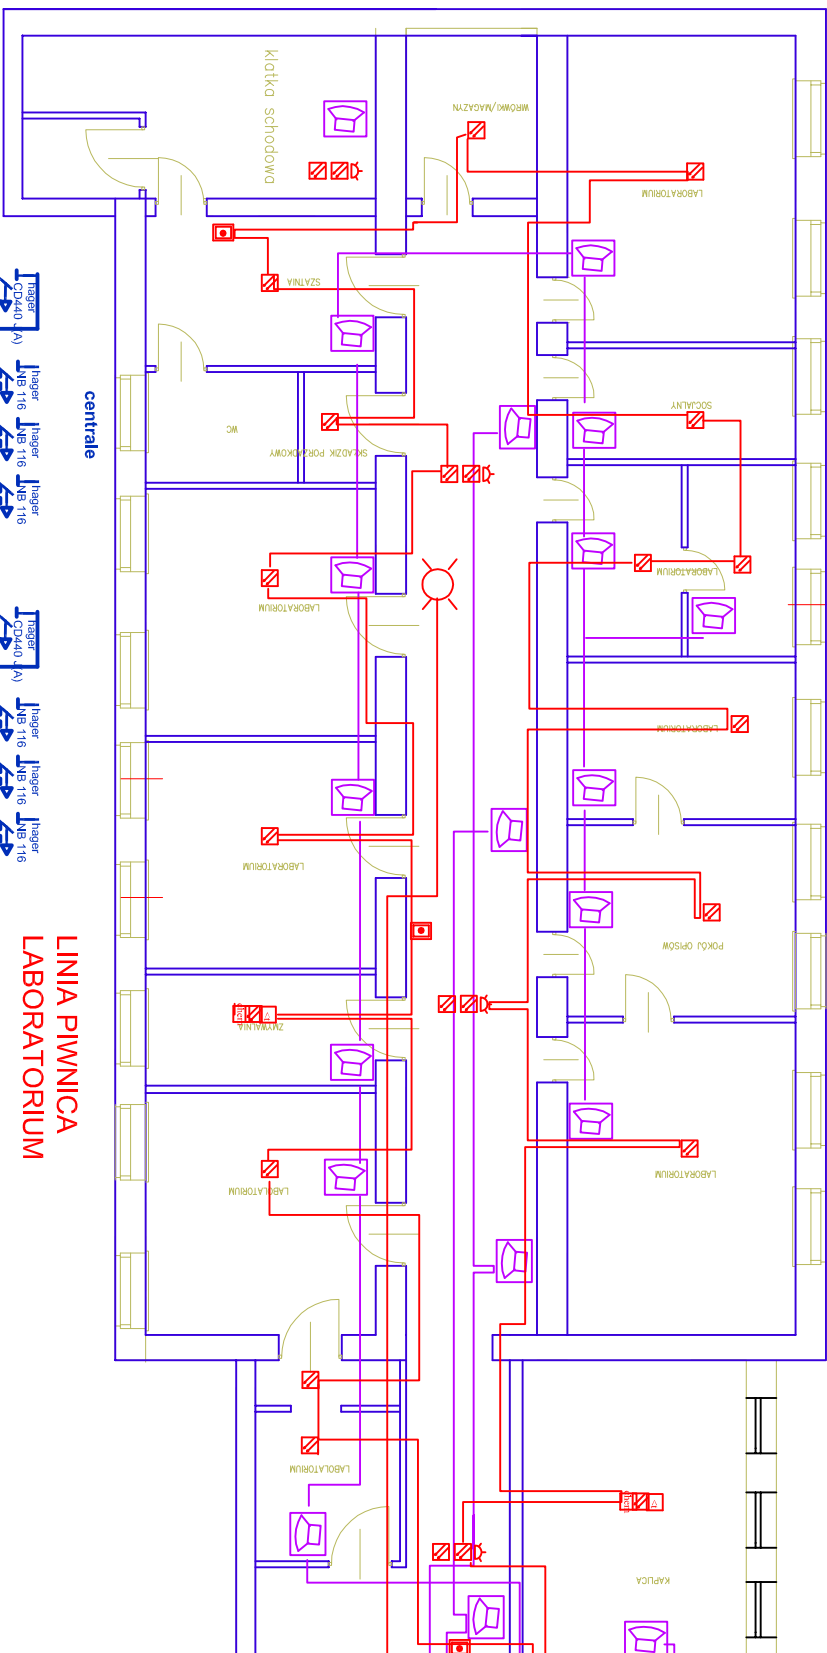 klatka schodowa
WRÓWKI/MAGAZYN
LABORATORIUM
SZATNIA
SOCJALNY
WC
SKŁADZIK PORZĄDKOWY
LABORATORIUM
LABORATORIUM
LABORATORIUM
LABORATORIUM
POKÓJ OPISÓW
ZMYWALNIA
LABORATORIUM
LABOLATORIUM
LABOLATORIUM
KAPLICA
centrale
hager
CD440 J(A)
hager
NB 116
hager
NB 116
hager
NB 116
hager
CD440 J(A)
hager
NB 116
hager
NB 116
hager
NB 116
LINIA PIWNICA
LABORATORIUM